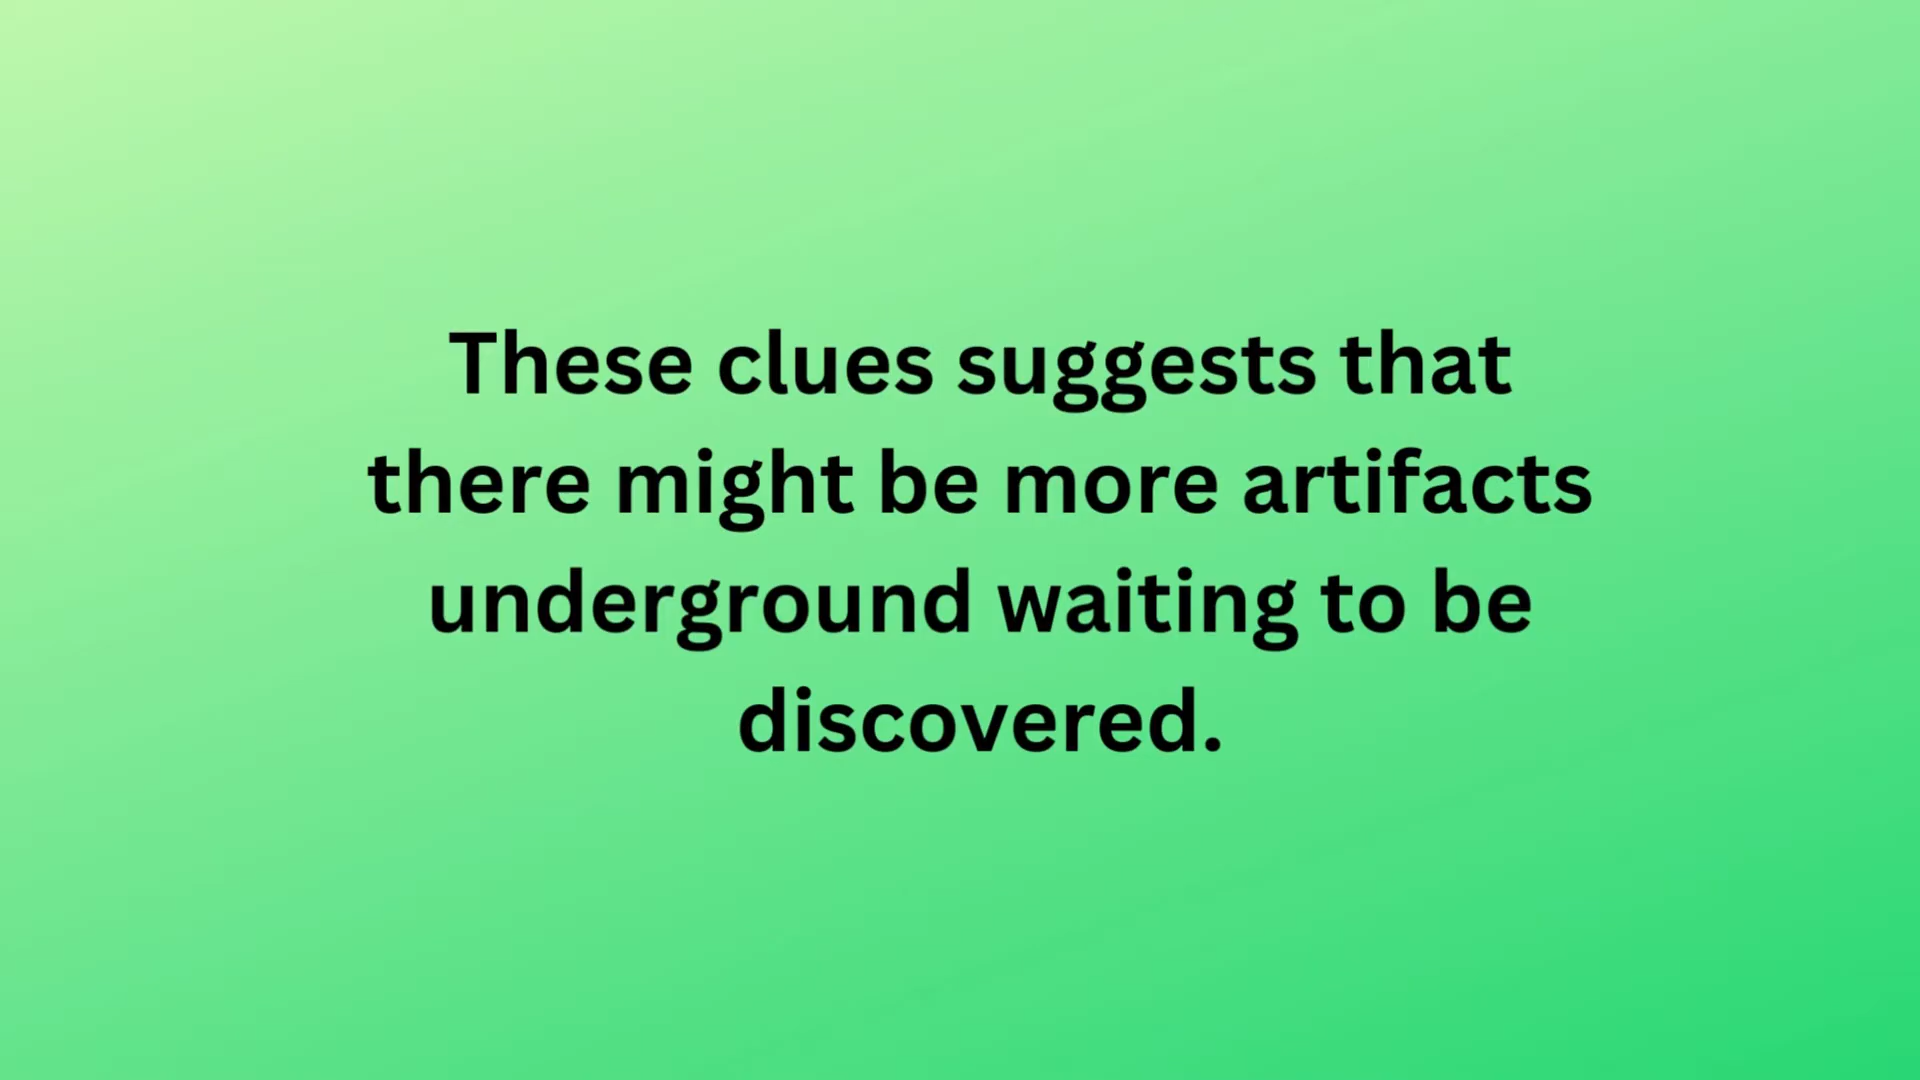 These clues suggests that
there might be more artifacts
underground waiting to be
discovered.